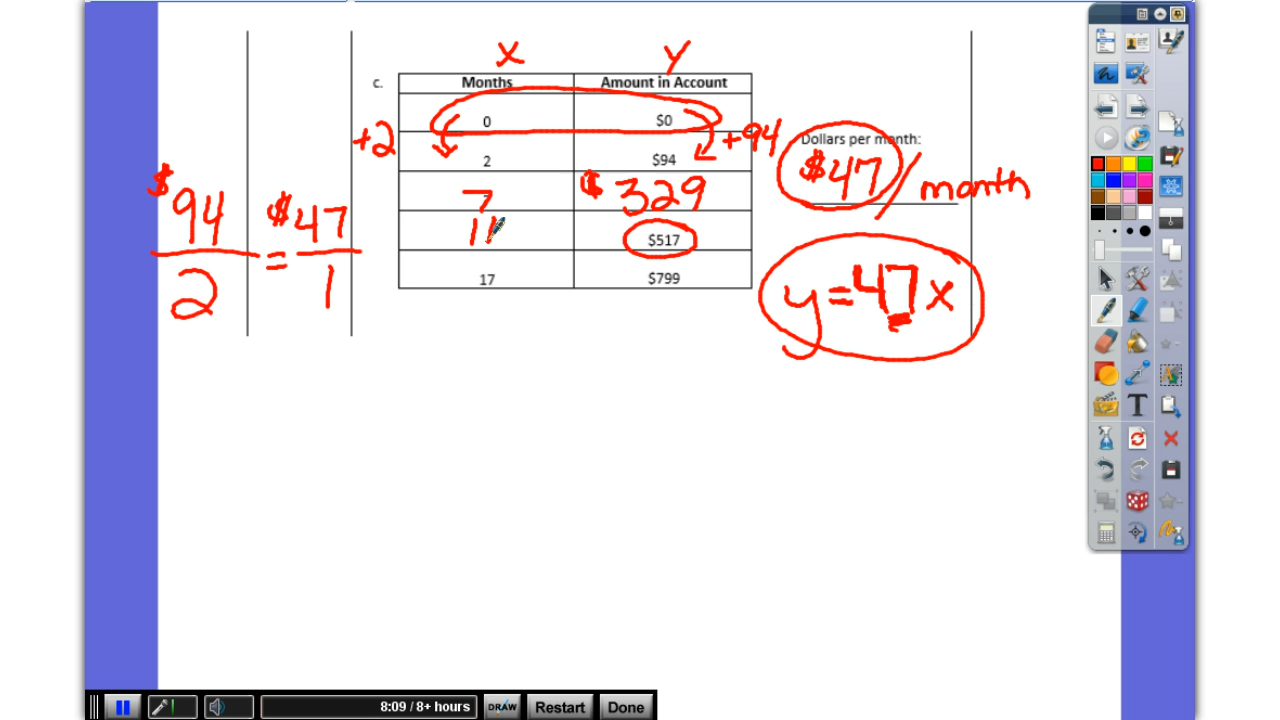 x y
c. Months Amount in Account
0 $0
+2 +94 Dollars per month:
2 $94
$47/month
7 $329
$94/2 = $47/1
11 $517
17 $799
y=47x
T
8:09 / 8+ hours DRAW Restart Done